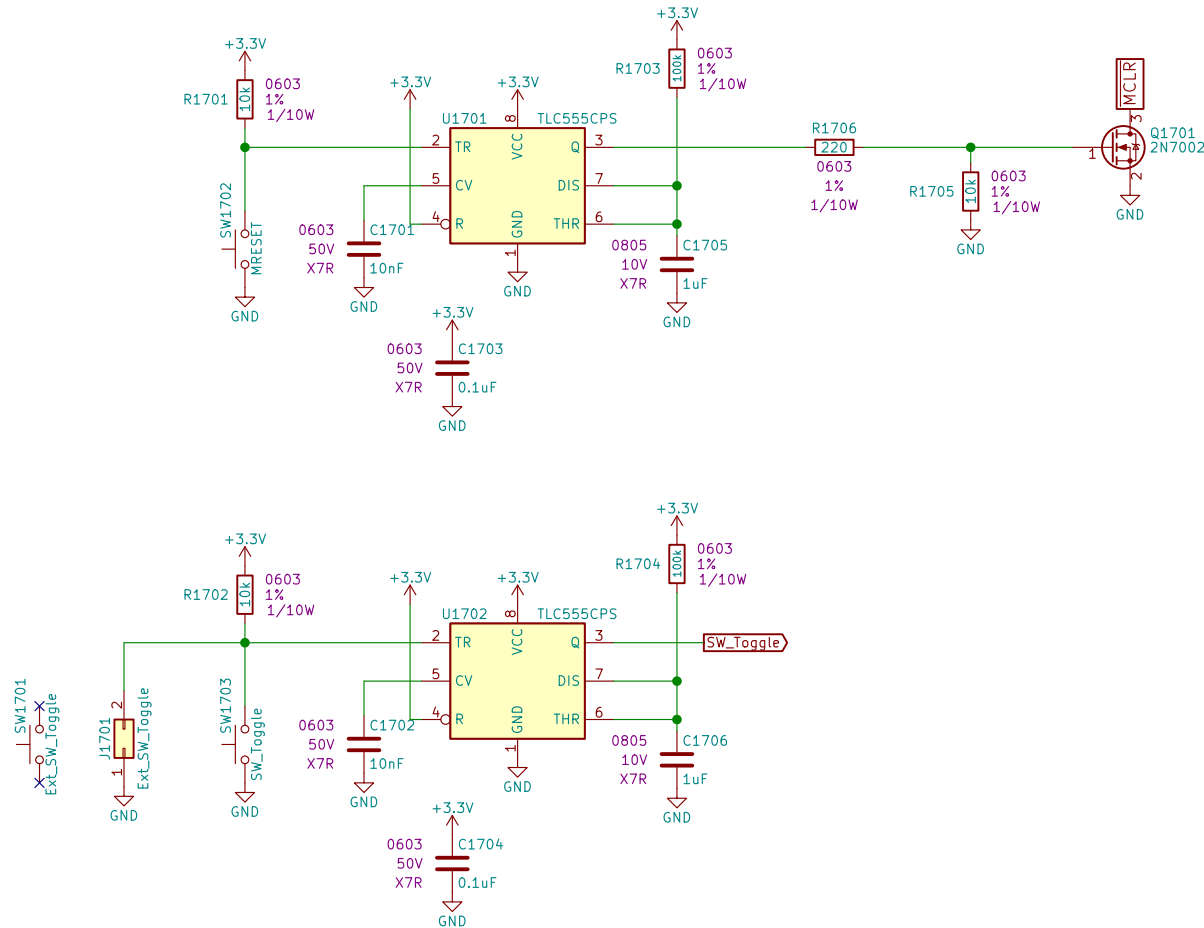 +3.3V
R1701
10k
0603
1%
1/10W
SW1702
MRESET
GND
+3.3V
+3.3V
U1701
TLC555CPS
2
TR
5
CV
4
R
8
VCC
GND
1
Q
3
DIS
7
THR
6
GND
0603
50V
X7R
C1701
10nF
GND
+3.3V
R1703
100k
0603
1%
1/10W
0805
10V
X7R
C1705
1uF
GND
R1706
220
0603
1%
1/10W
R1705
10k
0603
1%
1/10W
GND
MCLR
3
Q1701
2N7002
1
2
GND
+3.3V
0603
50V
X7R
C1703
0.1uF
GND
+3.3V
R1702
10k
0603
1%
1/10W
SW1701
Ext_SW_Toggle
J1701
2
1
Ext_SW_Toggle
GND
SW1703
SW_Toggle
GND
+3.3V
+3.3V
U1702
TLC555CPS
2
TR
5
CV
4
R
8
VCC
GND
1
Q
3
DIS
7
THR
6
GND
0603
50V
X7R
C1702
10nF
GND
+3.3V
R1704
100k
0603
1%
1/10W
SW_Toggle
0805
10V
X7R
C1706
1uF
GND
+3.3V
0603
50V
X7R
C1704
0.1uF
GND